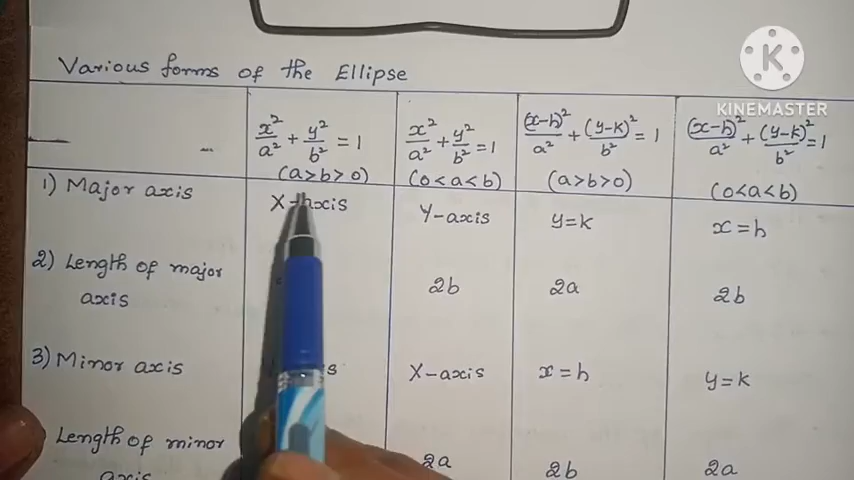 K
KINEMASTER
Various forms of the Ellipse
x²/a² + y²/b² = 1 (a>b>0)
x²/a² + y²/b² = 1 (0<a<b)
(x-h)²/a² + (y-k)²/b² = 1 (a>b>0)
(x-h)²/a² + (y-k)²/b² = 1 (0<a<b)
1) Major axis X-axis Y-axis y=k x=h
2) Length of major axis 2b 2a 2b
3) Minor axis X-axis x=h y=k
Length of minor axis 2a 2b 2a